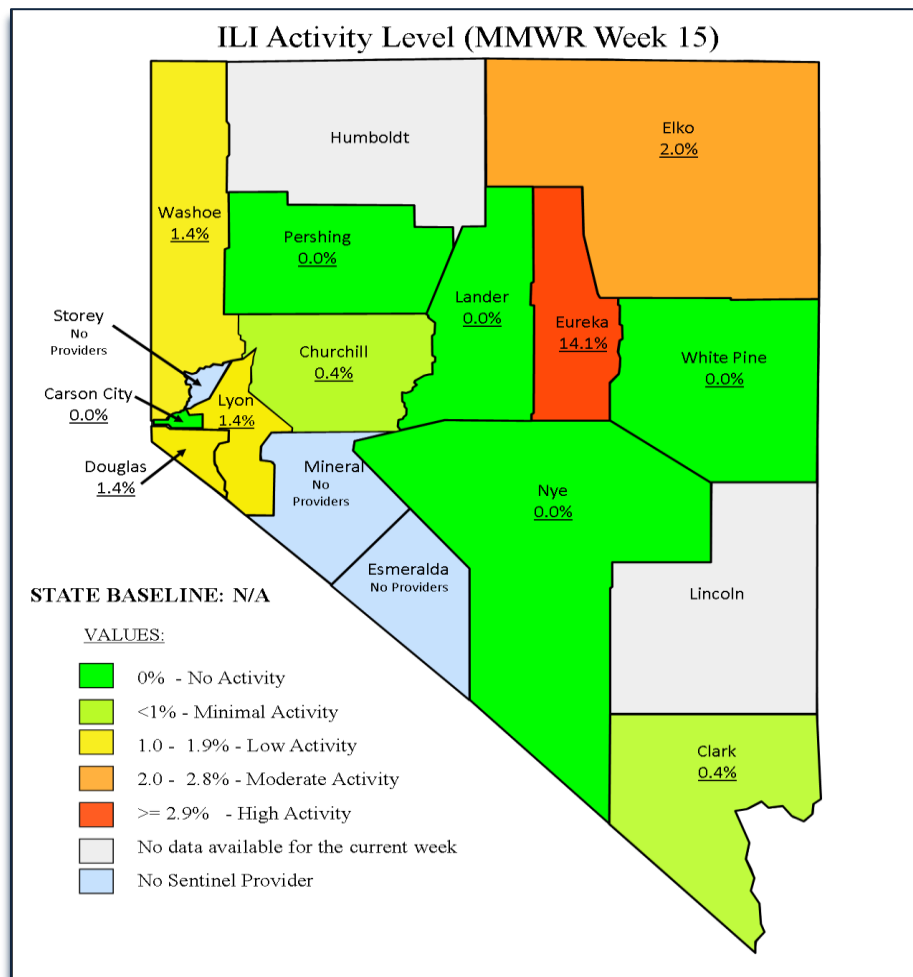 ILI Activity Level (MMWR Week 15)
Humboldt
Elko
2.0%
Washoe
1.4%
Pershing
0.0%
Lander
0.0%
Eureka
14.1%
Storey
No
Providers
Churchill
0.4%
White Pine
0.0%
Carson City
0.0%
Lyon
1.4%
Douglas
1.4%
Mineral
No
Providers
Nye
0.0%
Esmeralda
No Providers
Lincoln
STATE BASELINE: N/A
VALUES:
0% - No Activity
<1% - Minimal Activity
1.0 - 1.9% - Low Activity
2.0 - 2.8% - Moderate Activity
>= 2.9% - High Activity
No data available for the current week
No Sentinel Provider
Clark
0.4%